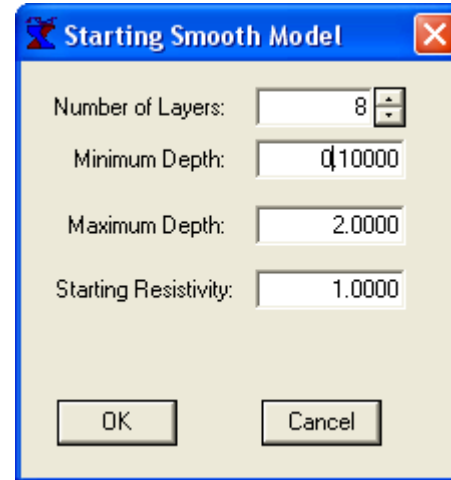 Starting Smooth Model
Number of Layers: 8
Minimum Depth: 0.10000
Maximum Depth: 2.0000
Starting Resistivity: 1.0000
OK Cancel